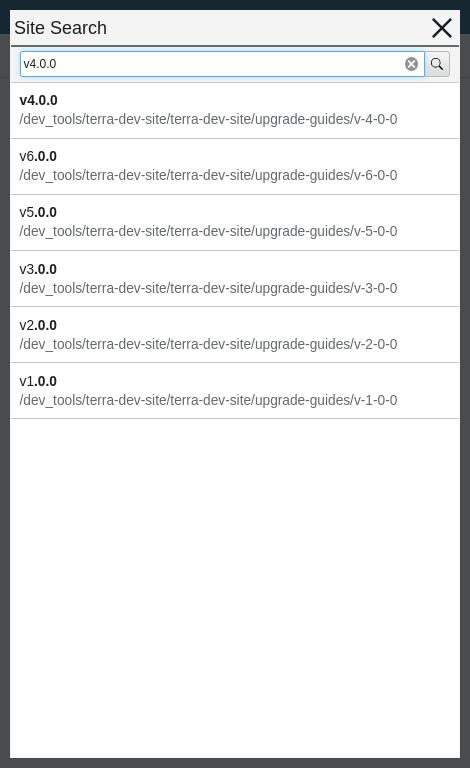 Site Search
v4.0.0
v4.0.0
/dev_tools/terra-dev-site/terra-dev-site/upgrade-guides/v-4-0-0
v6.0.0
/dev_tools/terra-dev-site/terra-dev-site/upgrade-guides/v-6-0-0
v5.0.0
/dev_tools/terra-dev-site/terra-dev-site/upgrade-guides/v-5-0-0
v3.0.0
/dev_tools/terra-dev-site/terra-dev-site/upgrade-guides/v-3-0-0
v2.0.0
/dev_tools/terra-dev-site/terra-dev-site/upgrade-guides/v-2-0-0
v1.0.0
/dev_tools/terra-dev-site/terra-dev-site/upgrade-guides/v-1-0-0